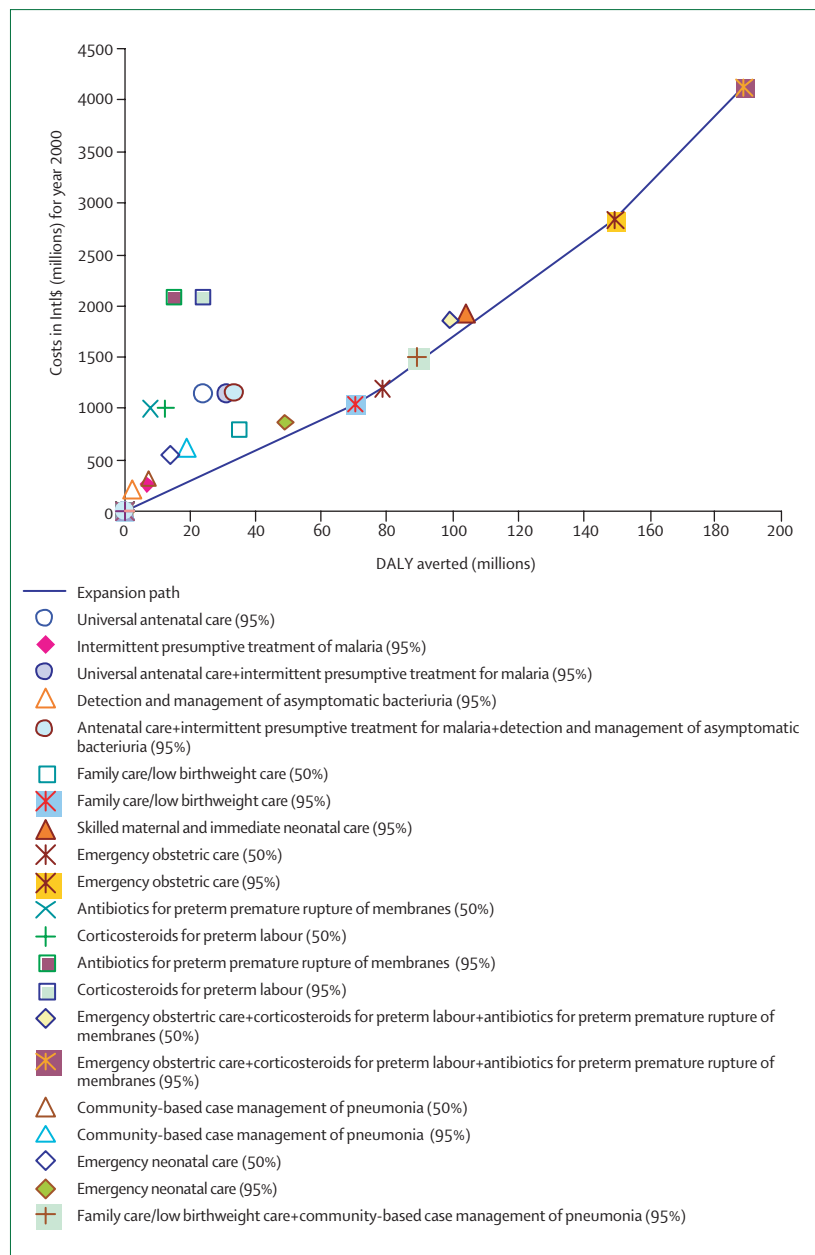 4500
4000
3500
3000
2500
2000
1500
1000
500
0
Costs in Intl$ (millions) for year 2000
0 20 40 60 80 100 120 140 160 180 200
DALY averted (millions)
Expansion path
Universal antenatal care (95%)
Intermittent presumptive treatment of malaria (95%)
Universal antenatal care+intermittent presumptive treatment for malaria (95%)
Detection and management of asymptomatic bacteriuria (95%)
Antenatal care+intermittent presumptive treatment for malaria+detection and management of asymptomatic
bacteriuria (95%)
Family care/low birthweight care (50%)
Family care/low birthweight care (95%)
Skilled maternal and immediate neonatal care (95%)
Emergency obstetric care (50%)
Emergency obstetric care (95%)
Antibiotics for preterm premature rupture of membranes (50%)
Corticosteroids for preterm labour (50%)
Antibiotics for preterm premature rupture of membranes (95%)
Corticosteroids for preterm labour (95%)
Emergency obstertric care+corticosteroids for preterm labour+antibiotics for preterm premature rupture of
membranes (50%)
Emergency obstertric care+corticosteroids for preterm labour+antibiotics for preterm premature rupture of
membranes (95%)
Community-based case management of pneumonia (50%)
Community-based case management of pneumonia (95%)
Emergency neonatal care (50%)
Emergency neonatal care (95%)
Family care/low birthweight care+community-based case management of pneumonia (95%)